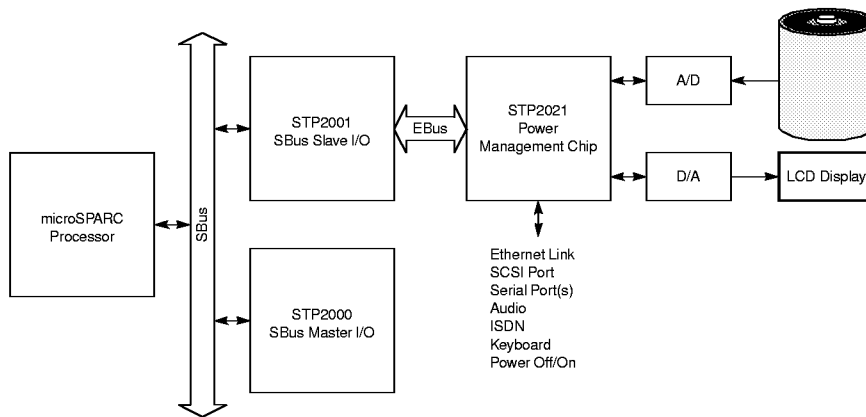 microSPARC
Processor
SBus
STP2001
SBus Slave I/O
STP2000
SBus Master I/O
EBus
STP2021
Power
Management Chip
A/D
D/A
LCD Display
Ethernet Link
SCSI Port
Serial Port(s)
Audio
ISDN
Keyboard
Power Off/On